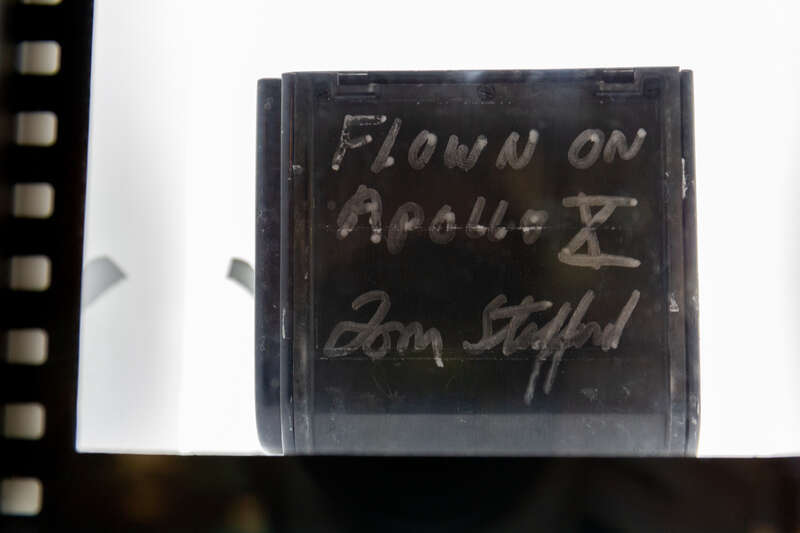 FLOWN ON
APOLLO X
Tom Stafford